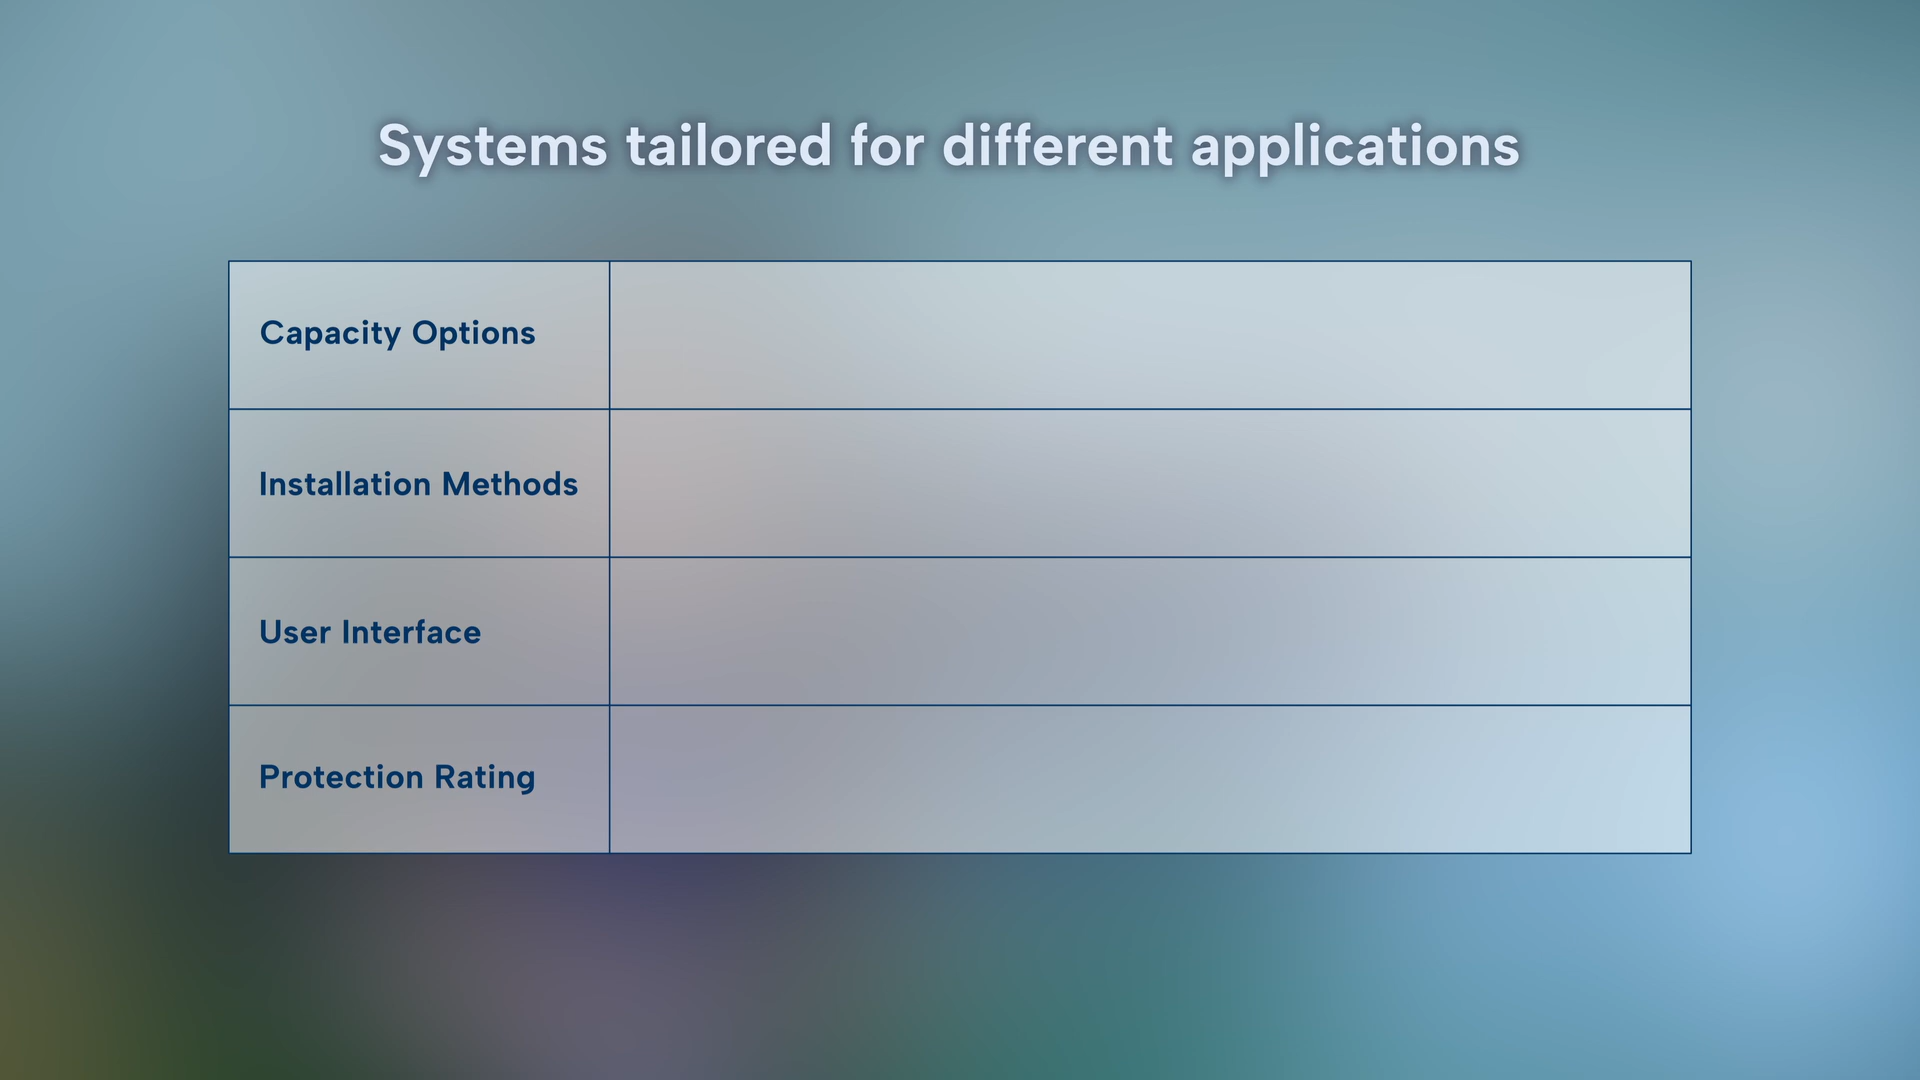 Systems tailored for different applications
Capacity Options
Installation Methods
User Interface
Protection Rating